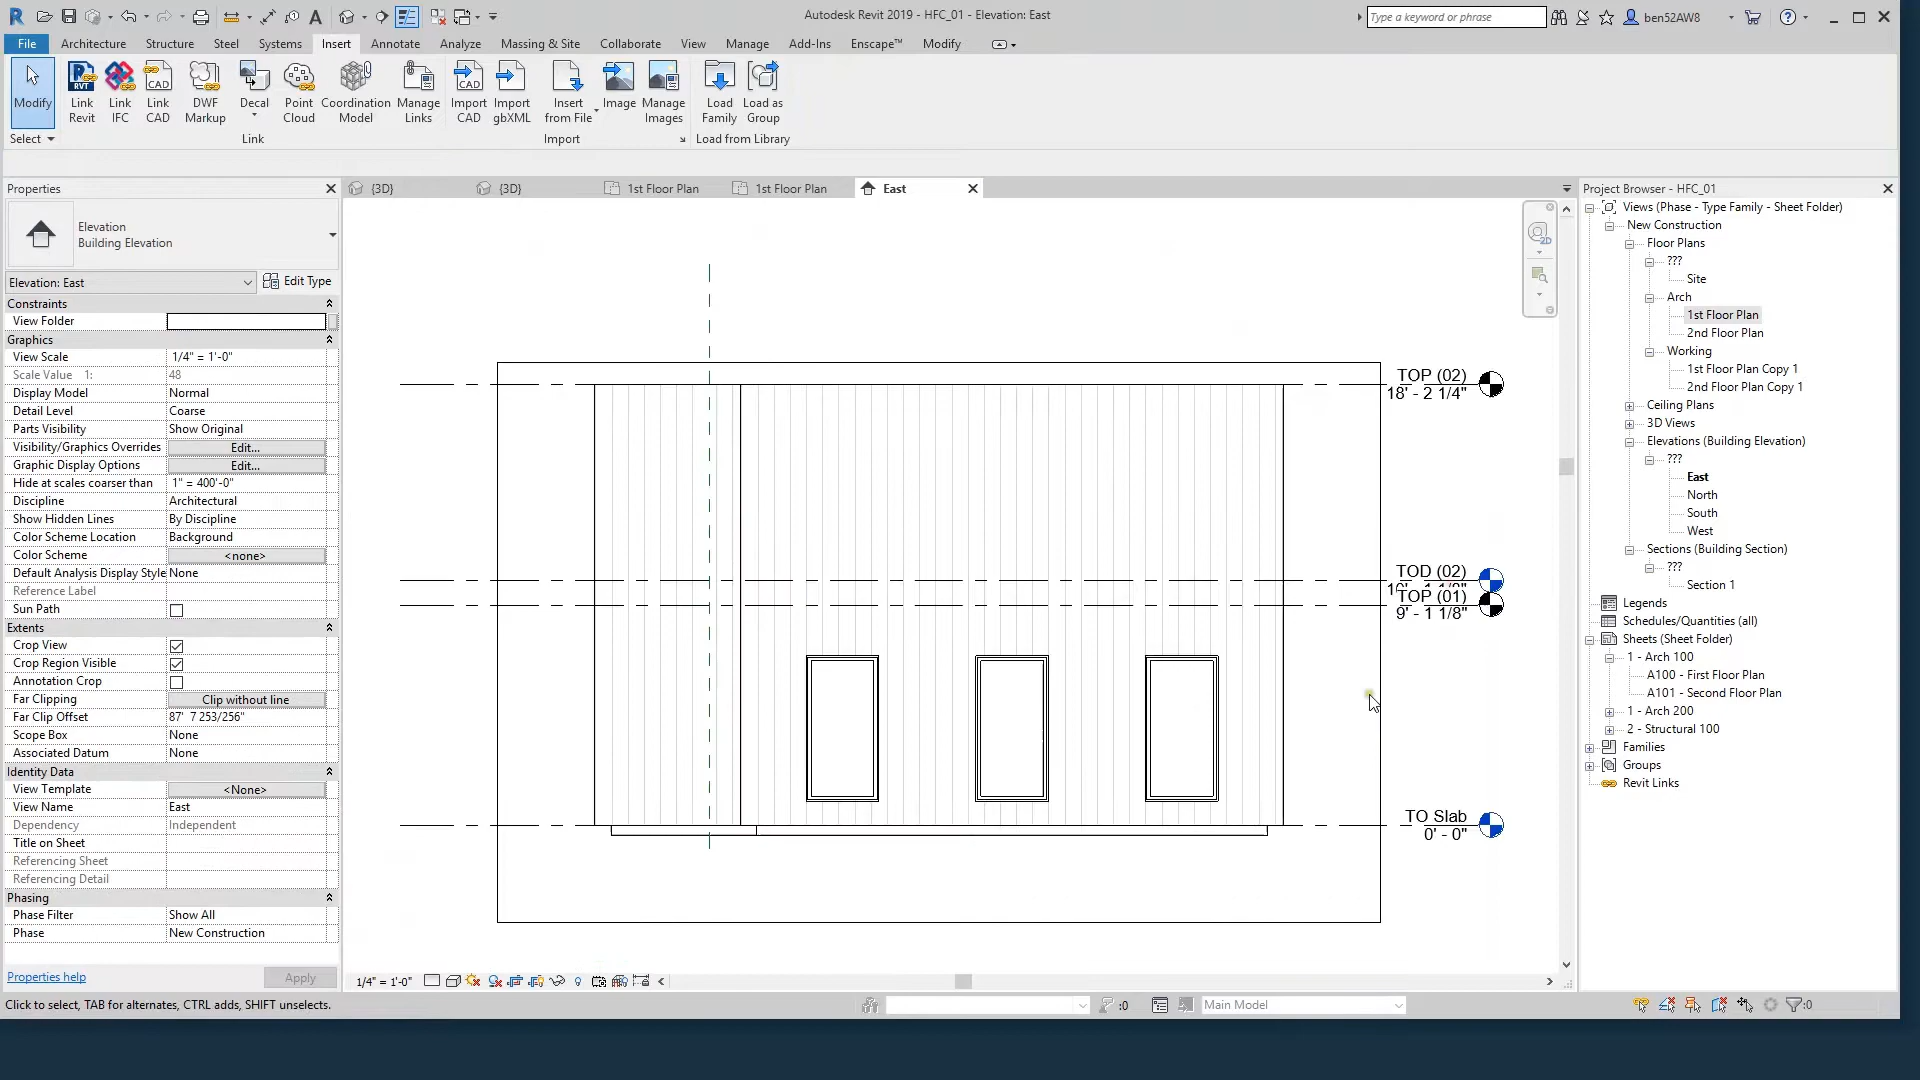 Autodesk Revit 2019 - HFC_01 - Elevation: East
Type a keyword or phrase
ben52AW8
File Architecture Structure Steel Systems Insert Annotate Analyze Massing & Site Collaborate View Manage Add-Ins Enscape™ Modify
Modify
Link Revit
Link IFC
Link CAD
DWF Markup
Decal
Point Cloud
Coordination Model
Manage Links
Import CAD
Import gbXML
Insert from File
Image
Manage Images
Load Family
Load as Group
Select
Link
Import
Load from Library
Properties
Elevation
Building Elevation
Elevation: East
Edit Type
Constraints
View Folder
Graphics
View Scale 1/4" = 1'-0"
Scale Value 1: 48
Display Model Normal
Detail Level Coarse
Parts Visibility Show Original
Visibility/Graphics Overrides Edit...
Graphic Display Options Edit...
Hide at scales coarser than 1" = 400'-0"
Discipline Architectural
Show Hidden Lines By Discipline
Color Scheme Location Background
Color Scheme <none>
Default Analysis Display Style None
Reference Label
Sun Path
Extents
Crop View
Crop Region Visible
Annotation Crop
Far Clipping Clip without line
Far Clip Offset 87' 7 253/256"
Scope Box None
Associated Datum None
Identity Data
View Template <None>
View Name East
Dependency Independent
Title on Sheet
Referencing Sheet
Referencing Detail
Phasing
Phase Filter Show All
Phase New Construction
Properties help
Apply
{3D} {3D} 1st Floor Plan 1st Floor Plan East
2D
TOP (02)
18' - 2 1/4"
TOD (02)
TOP (01)
9' - 1 1/8"
TO Slab
0' - 0"
1/4" = 1'-0"
Project Browser - HFC_01
Views (Phase - Type Family - Sheet Folder)
New Construction
Floor Plans
???
Site
Arch
1st Floor Plan
2nd Floor Plan
Working
1st Floor Plan Copy 1
2nd Floor Plan Copy 1
Ceiling Plans
3D Views
Elevations (Building Elevation)
???
East
North
South
West
Sections (Building Section)
???
Section 1
Legends
Schedules/Quantities (all)
Sheets (Sheet Folder)
1 - Arch 100
A100 - First Floor Plan
A101 - Second Floor Plan
1 - Arch 200
2 - Structural 100
Families
Groups
Revit Links
Click to select, TAB for alternates, CTRL adds, SHIFT unselects.
:0
Main Model
:0